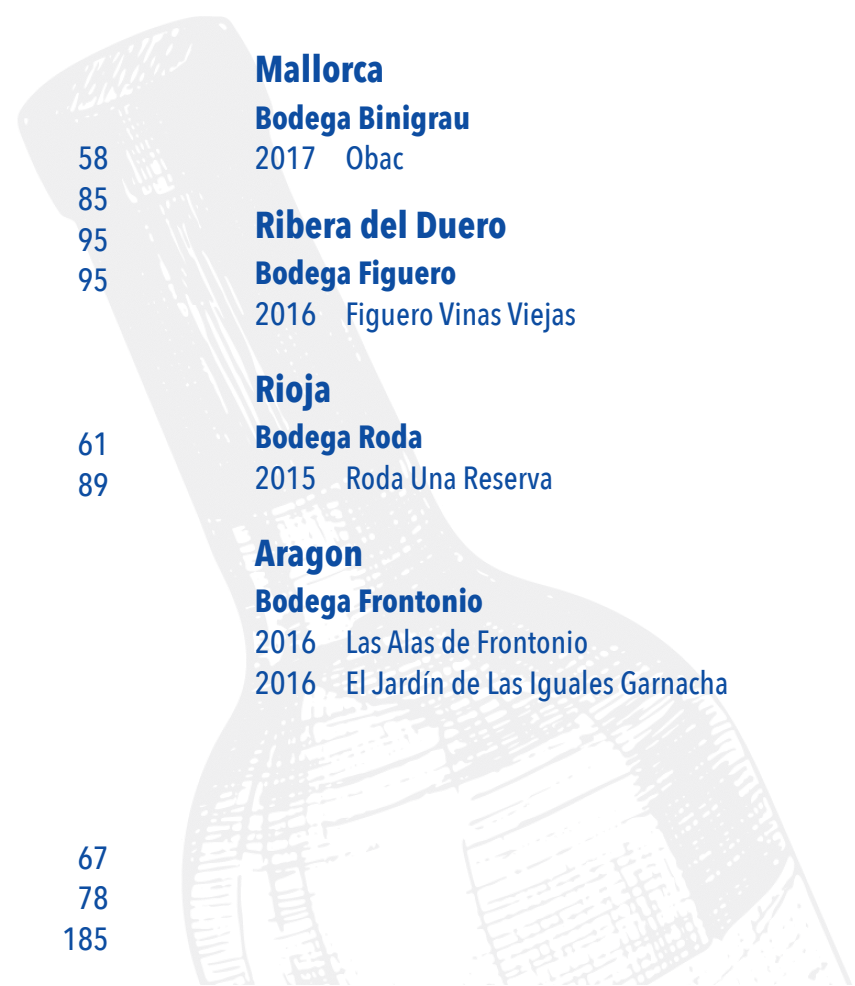 58
85
95
95
61
89
67
78
185
Mallorca
Bodega Binigrau
2017 Obac
Ribera del Duero
Bodega Figuero
2016 Figuero Vinas Viejas
Rioja
Bodega Roda
2015 Roda Una Reserva
Aragon
Bodega Frontonio
2016 Las Alas de Frontonio
2016 El Jardín de Las Iguales Garnacha